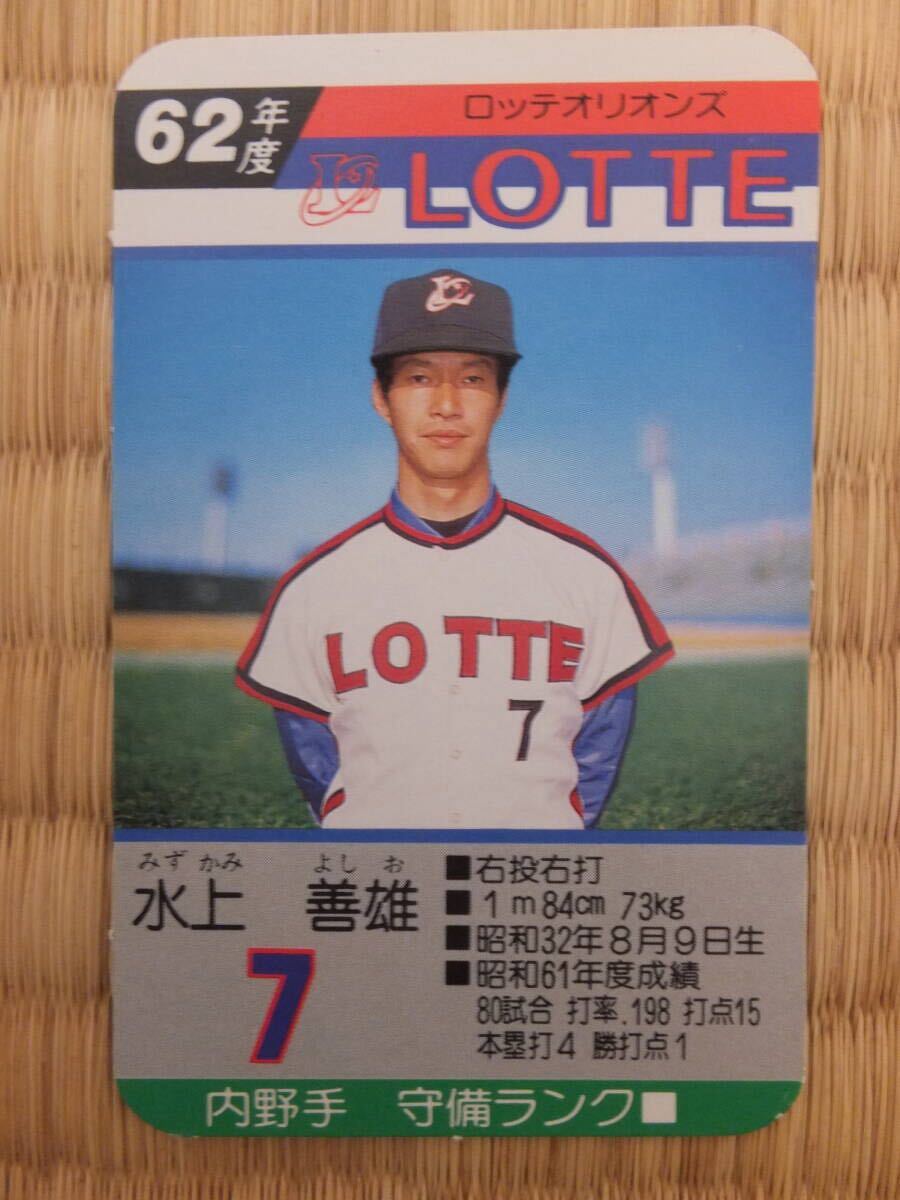 62年度
ロッテオリオンズ
LOTTE
LOTTE
7
みずかみ よしお
水上 善雄
7
■右投右打
■1m84cm 73kg
■昭和32年8月9日生
■昭和61年度成績
80試合 打率.198 打点15
本塁打4 勝打点1
内野手 守備ランク■